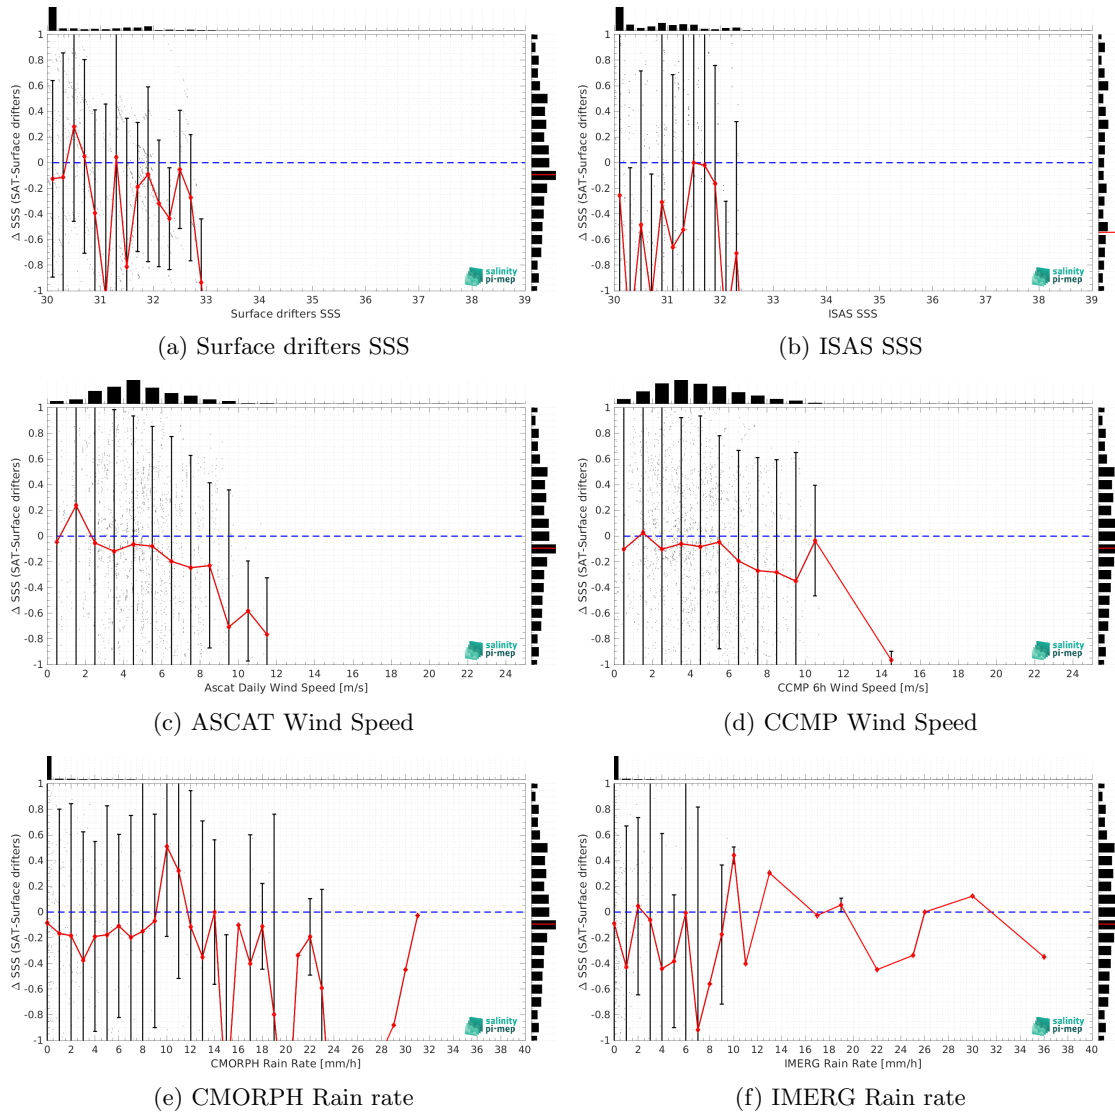 1
0.8
0.6
0.4
0.2
0
-0.2
-0.4
-0.6
-0.8
-1
30 31 32 33 34 35 36 37 38 39
Δ SSS (SAT-Surface drifters)
Surface drifters SSS
salinity
pi-mep
(a) Surface drifters SSS
1
0.8
0.6
0.4
0.2
0
-0.2
-0.4
-0.6
-0.8
-1
30 31 32 33 34 35 36 37 38 39
Δ SSS (SAT-Surface drifters)
ISAS SSS
salinity
pi-mep
(b) ISAS SSS
1
0.8
0.6
0.4
0.2
0
-0.2
-0.4
-0.6
-0.8
-1
0 2 4 6 8 10 12 14 16 18 20 22 24
Δ SSS (SAT-Surface drifters)
Ascat Daily Wind Speed [m/s]
salinity
pi-mep
(c) ASCAT Wind Speed
1
0.8
0.6
0.4
0.2
0
-0.2
-0.4
-0.6
-0.8
-1
0 2 4 6 8 10 12 14 16 18 20 22 24
Δ SSS (SAT-Surface drifters)
CCMP 6h Wind Speed [m/s]
salinity
pi-mep
(d) CCMP Wind Speed
1
0.8
0.6
0.4
0.2
0
-0.2
-0.4
-0.6
-0.8
-1
0 2 4 6 8 10 12 14 16 18 20 22 24 26 28 30 32 34 36 38 40
Δ SSS (SAT-Surface drifters)
CMORPH Rain Rate [mm/h]
salinity
pi-mep
(e) CMORPH Rain rate
1
0.8
0.6
0.4
0.2
0
-0.2
-0.4
-0.6
-0.8
-1
0 2 4 6 8 10 12 14 16 18 20 22 24 26 28 30 32 34 36 38 40
Δ SSS (SAT-Surface drifters)
IMERG Rain Rate [mm/h]
salinity
pi-mep
(f) IMERG Rain rate